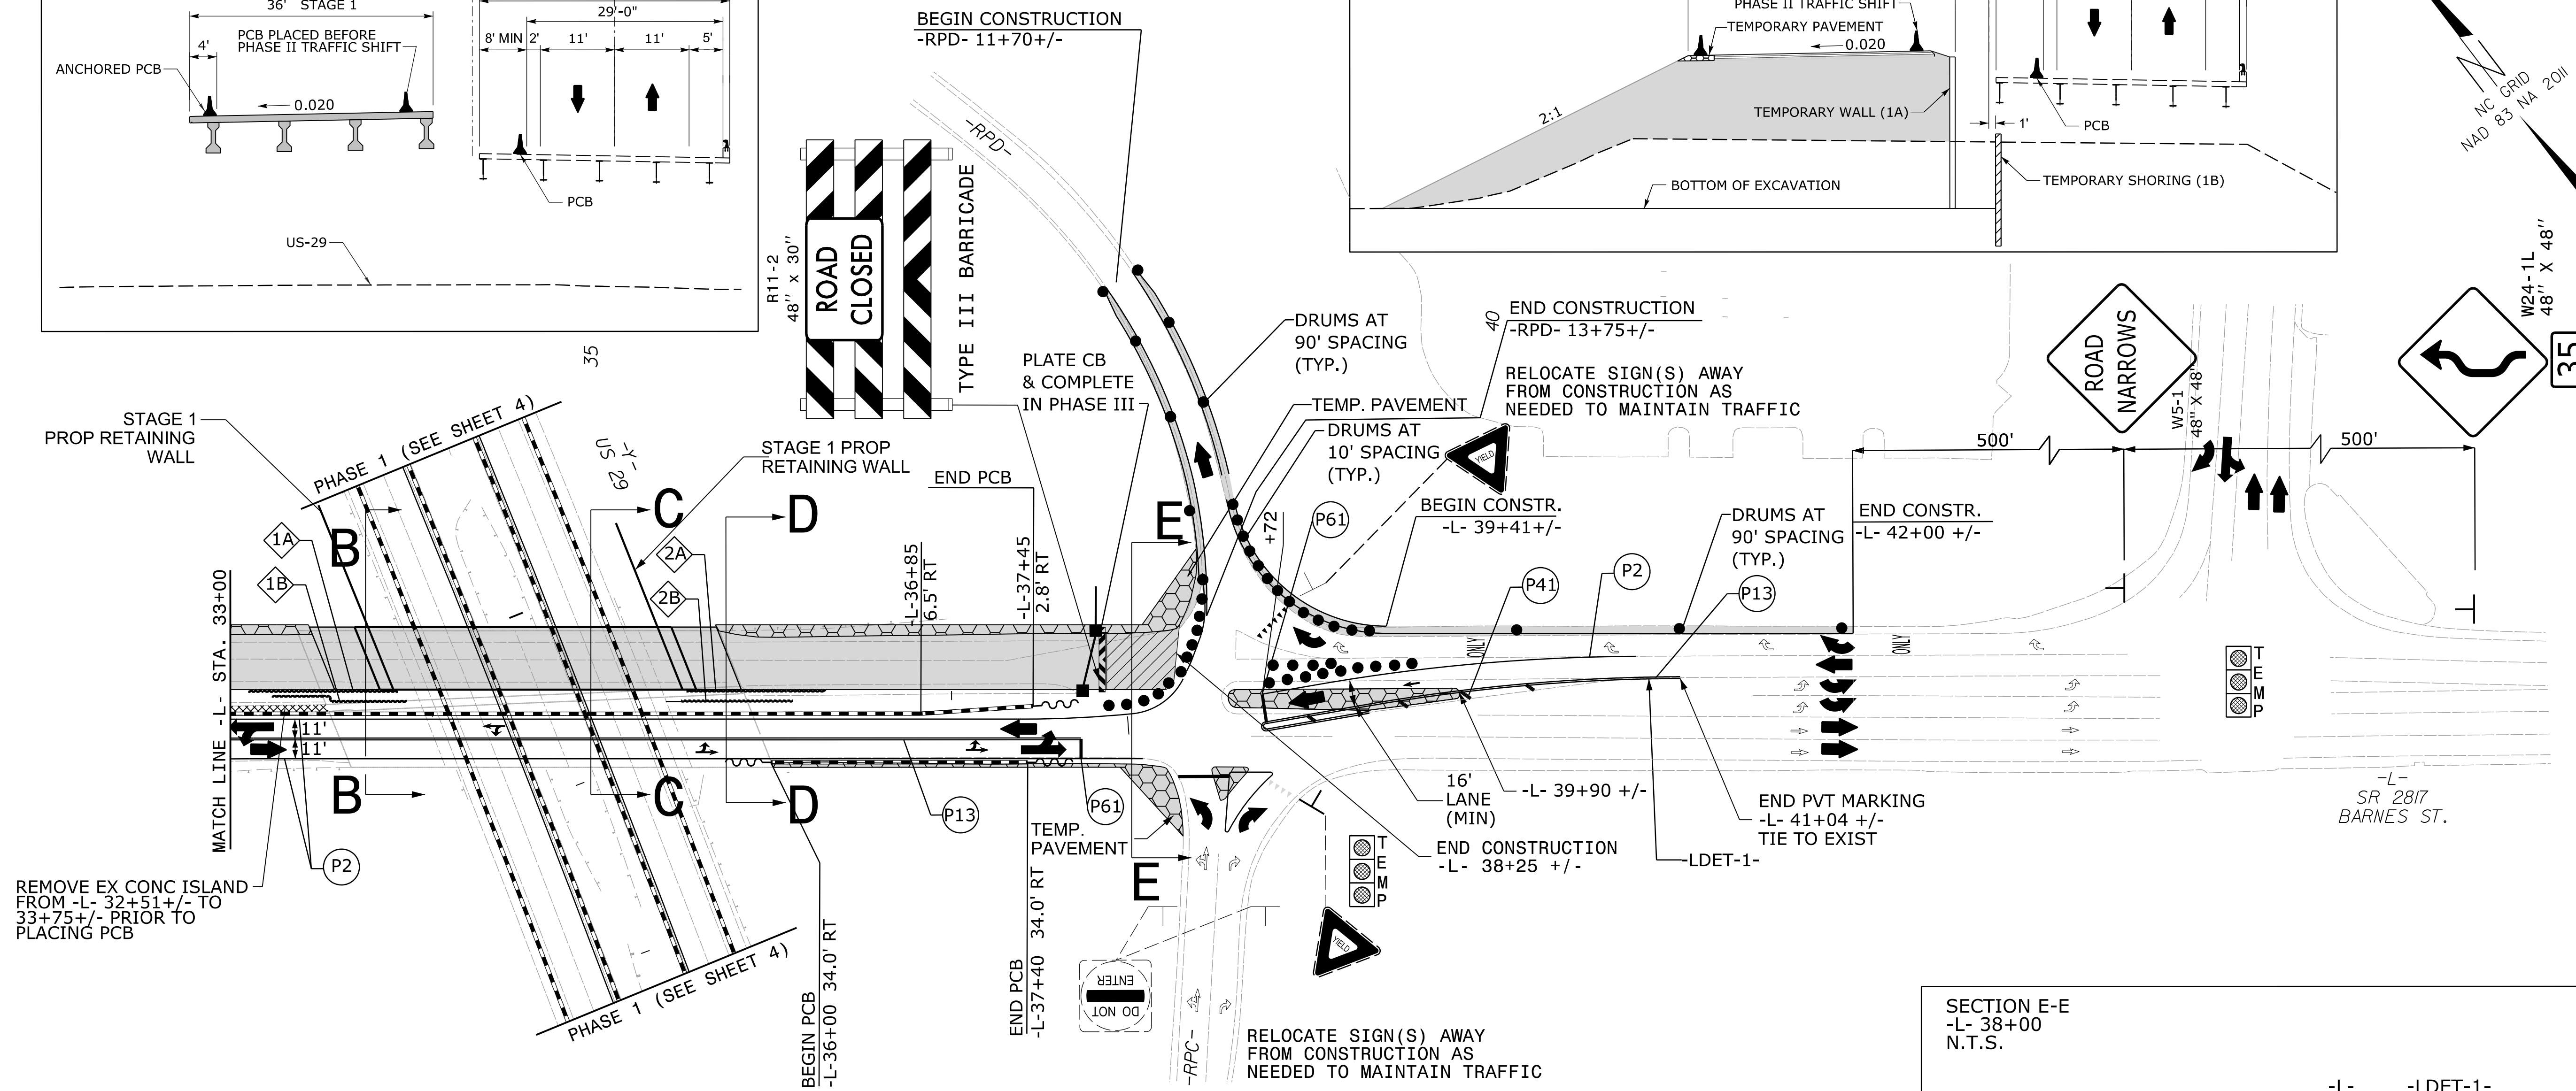 36' STAGE 1
4'
PCB PLACED BEFORE
PHASE II TRAFFIC SHIFT
ANCHORED PCB
0.020
29'-0"
8' MIN
2'
11'
11'
5'
PCB
US-29
BEGIN CONSTRUCTION
-RPD- 11+70+/-
-RPD-
R11-2
48" x 30"
ROAD
CLOSED
TYPE III BARRICADE
PHASE II TRAFFIC SHIFT
TEMPORARY PAVEMENT
0.020
2:1
TEMPORARY WALL (1A)
BOTTOM OF EXCAVATION
1'
PCB
TEMPORARY SHORING (1B)
NC GRID
NAD 83 NA 2011
W24-1L
48" X 48"
35
ROAD
NARROWS
W5-1
48" X 48"
500'
500'
35
40
DRUMS AT
90' SPACING
(TYP.)
END CONSTRUCTION
-RPD- 13+75+/-
RELOCATE SIGN(S) AWAY
FROM CONSTRUCTION AS
NEEDED TO MAINTAIN TRAFFIC
PLATE CB
& COMPLETE
IN PHASE III
TEMP. PAVEMENT
DRUMS AT
10' SPACING
(TYP.)
YIELD
STAGE 1
PROP RETAINING
WALL
PHASE 1 (SEE SHEET 4)
-Y-
US 29
STAGE 1 PROP
RETAINING WALL
END PCB
B
C
D
E
1A
1B
2A
2B
-L-36+85
6.5' RT
-L-37+45
2.8' RT
+72
P61
BEGIN CONSTR.
-L- 39+41+/-
P41
P2
DRUMS AT
90' SPACING
(TYP.)
P13
END CONSTR.
-L- 42+00 +/-
MATCH LINE -L- STA. 33+00
11'
11'
ONLY
ONLY
TEMP
B
C
D
E
P2
P13
P61
TEMP.
PAVEMENT
16'
LANE
(MIN)
-L- 39+90 +/-
END CONSTRUCTION
-L- 38+25 +/-
-LDET-1-
END PVT MARKING
-L- 41+04 +/-
TIE TO EXIST
-L-
SR 2817
BARNES ST.
REMOVE EX CONC ISLAND
FROM -L- 32+51+/- TO
33+75+/- PRIOR TO
PLACING PCB
PHASE 1 (SEE SHEET 4)
BEGIN PCB
-L-36+00 34.0' RT
END PCB
-L-37+40 34.0' RT
DO NOT
ENTER
-RPC-
TEMP
YIELD
RELOCATE SIGN(S) AWAY
FROM CONSTRUCTION AS
NEEDED TO MAINTAIN TRAFFIC
SECTION E-E
-L- 38+00
N.T.S.
-L-
-LDET-1-